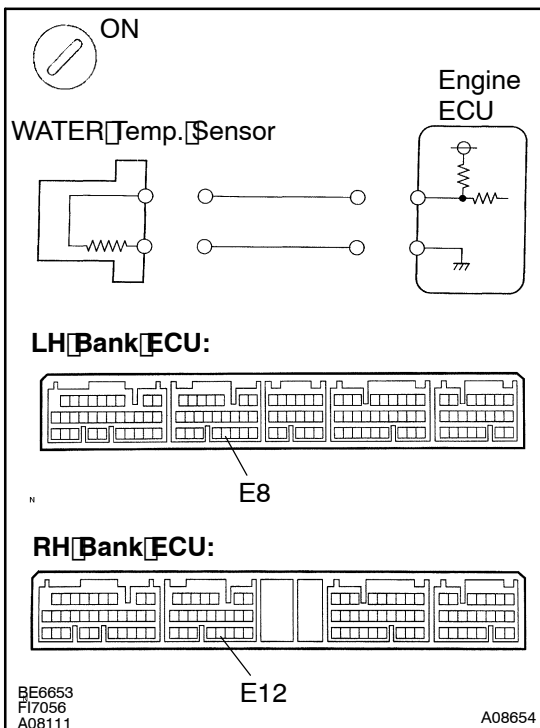 ON
Engine
ECU
WATER Temp. Sensor
LH Bank ECU:
E8
N
RH Bank ECU:
E12
BE6653
FI7056
A08111
A08654